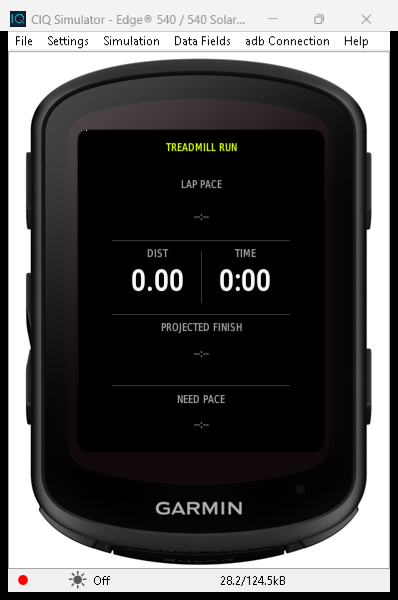 IQ CIQ Simulator - Edge® 540 / 540 Solar...
File Settings Simulation Data Fields adb Connection Help
TREADMILL RUN
LAP PACE
--:--
DIST TIME
0.00 0:00
PROJECTED FINISH
--:--
NEED PACE
--:--
GARMIN
Off 28.2/124.5kB